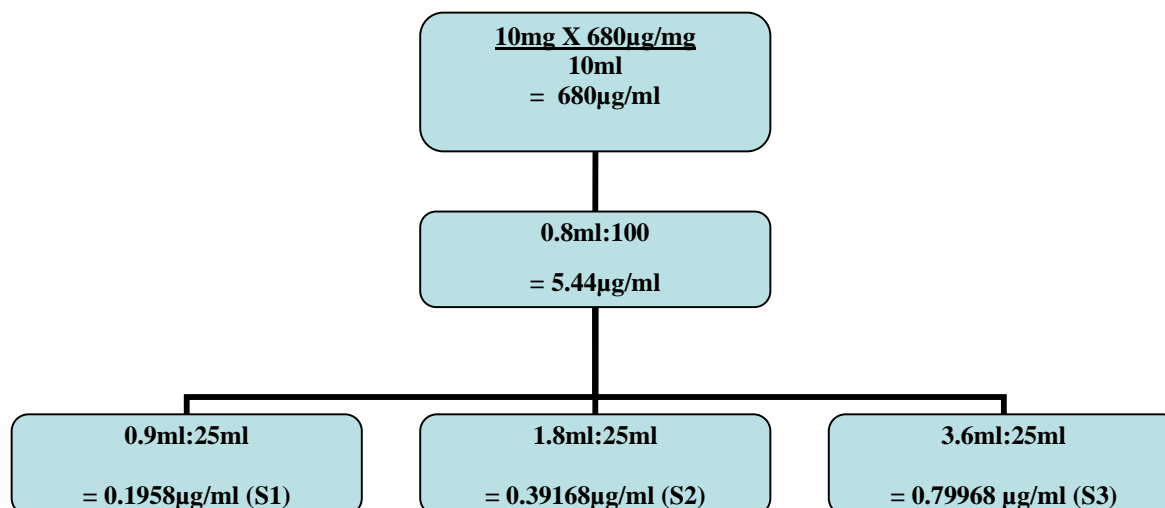 10mg X 680µg/mg
10ml
= 680µg/ml
0.8ml:100
= 5.44µg/ml
0.9ml:25ml
= 0.1958µg/ml (S1)
1.8ml:25ml
= 0.39168µg/ml (S2)
3.6ml:25ml
= 0.79968 µg/ml (S3)